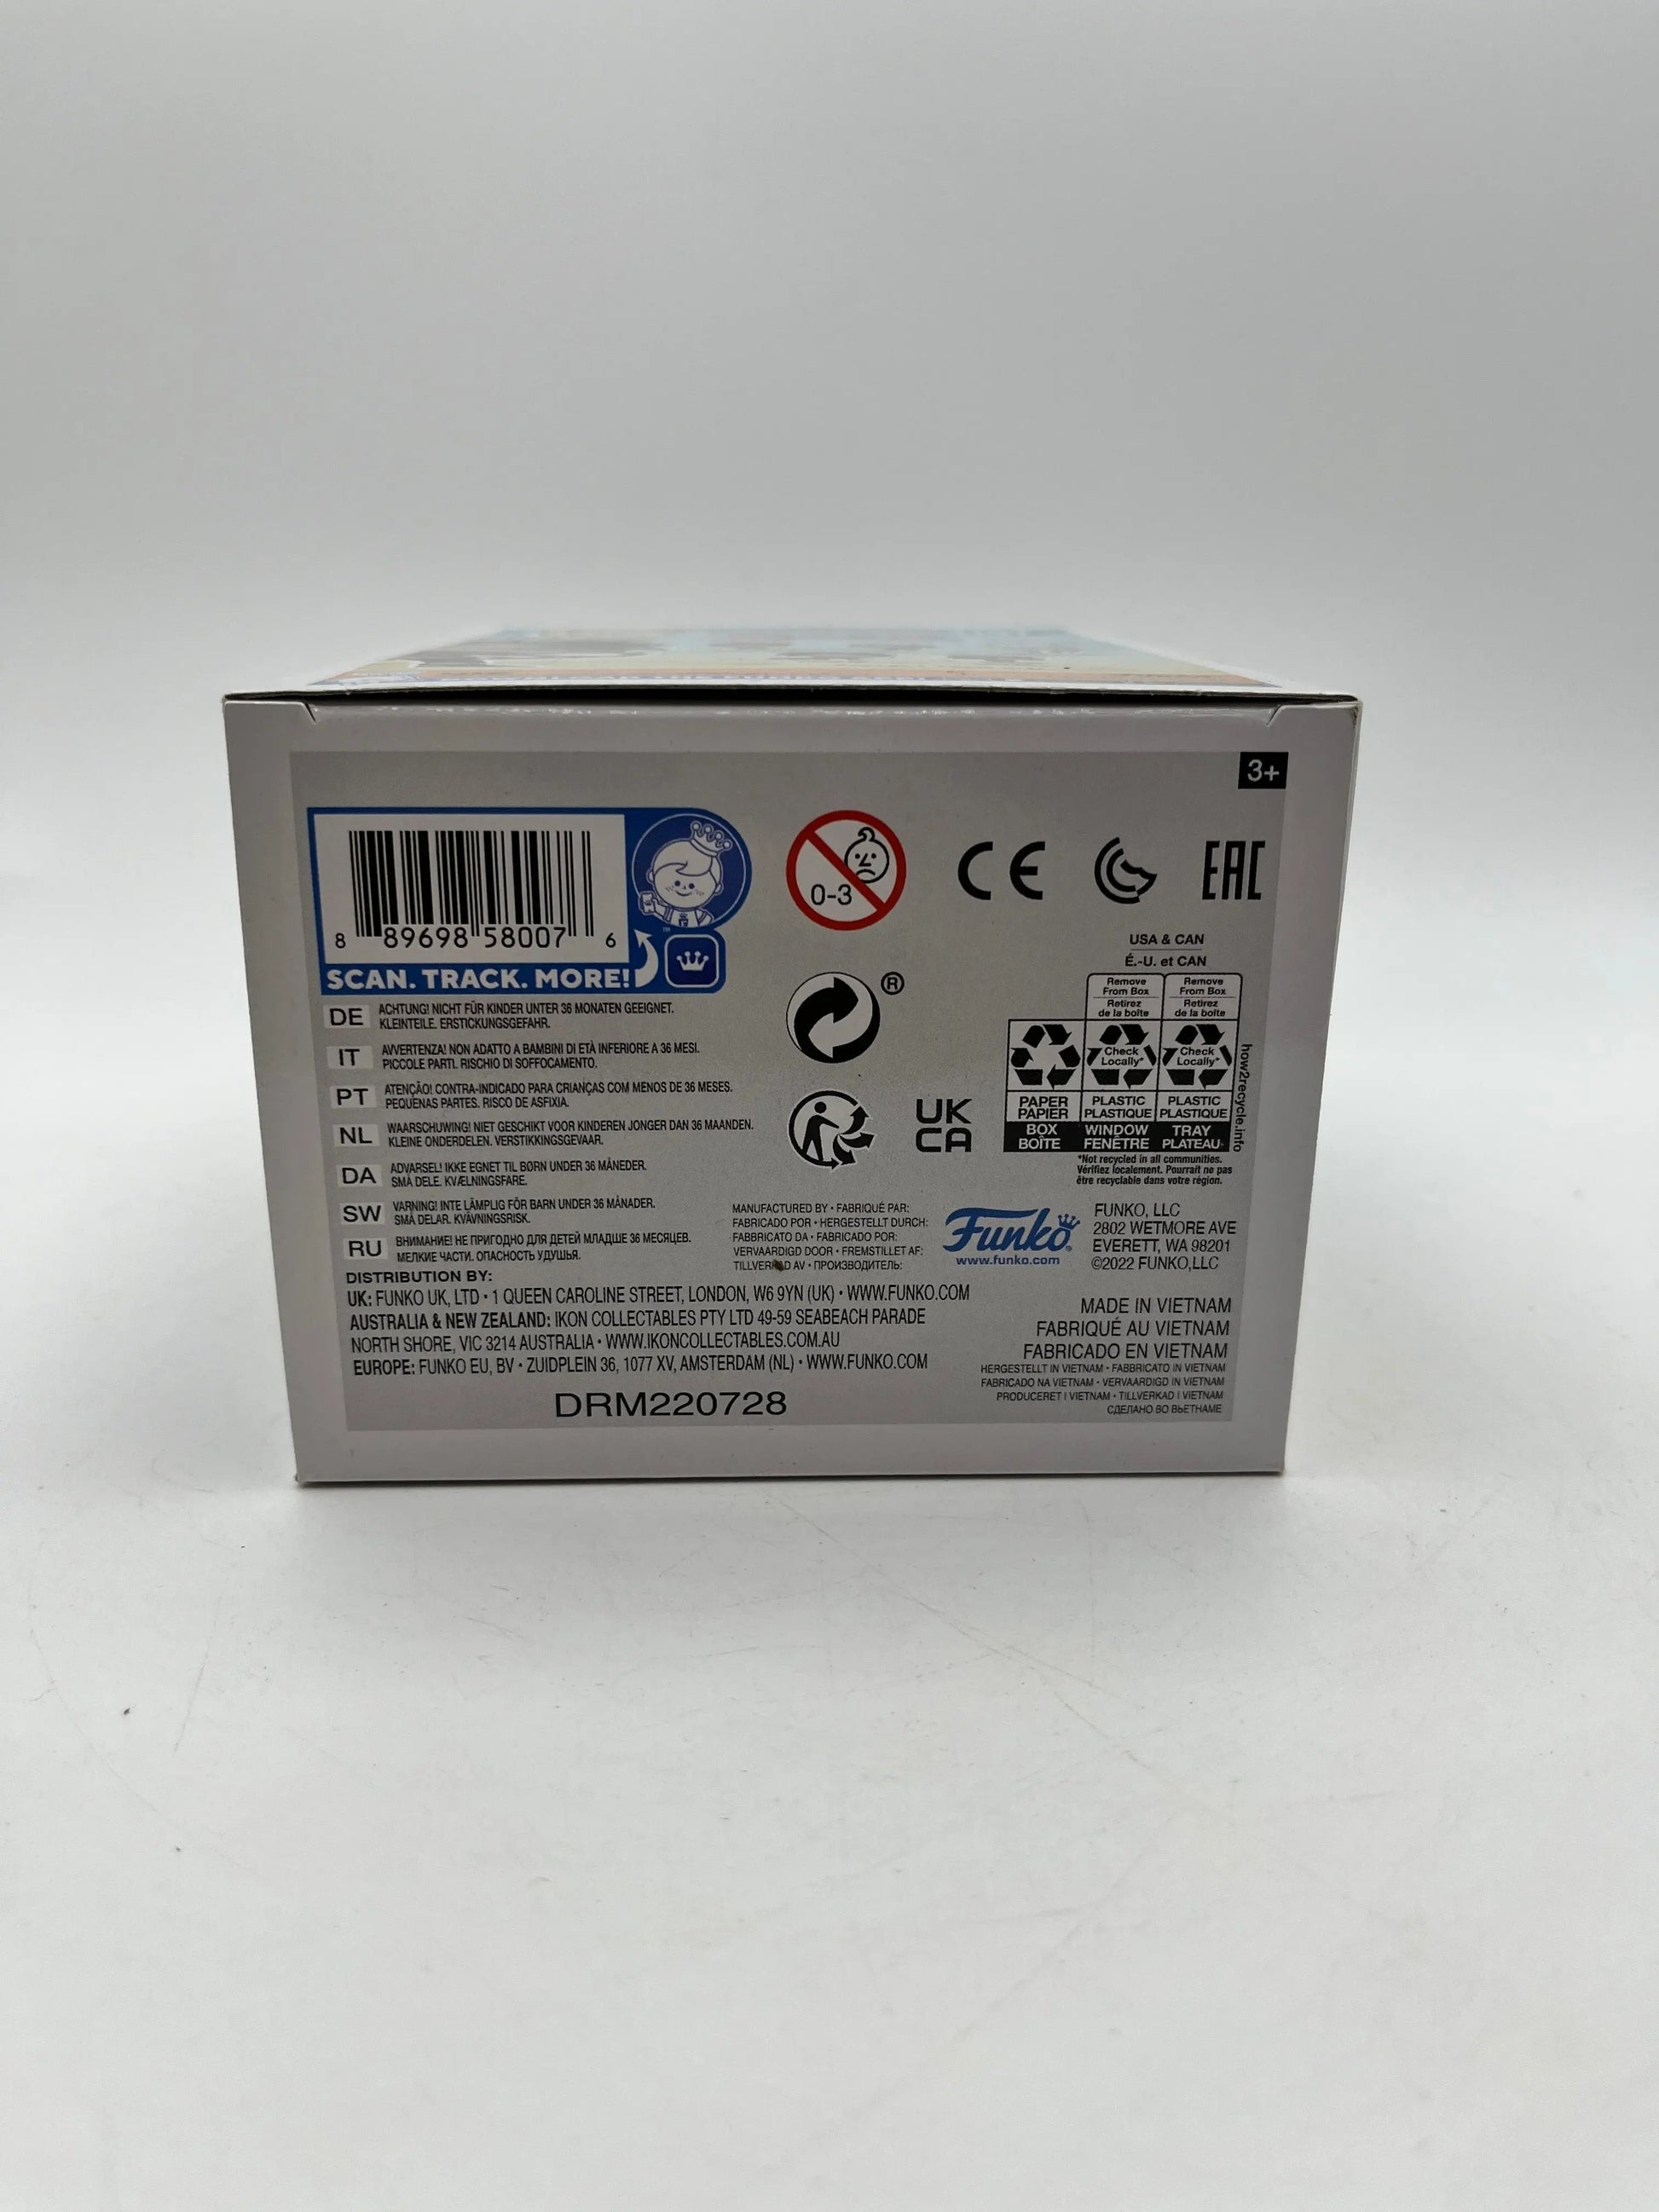 3+
8 89698 58007 6
SCAN. TRACK. MORE!
™
0-3
CE
EAC
®
UK
CA
USA & CAN
É.-U. et CAN
Remove From Box
Retirez de la boîte
Remove From Box
Retirez de la boîte
Check Locally*
Check Locally*
PAPER PAPIER
PLASTIC PLASTIQUE
PLASTIC PLASTIQUE
BOX BOÎTE
WINDOW FENÊTRE
TRAY PLATEAU
how2recycle.info
*Not recycled in all communities.
Vérifiez localement. Pourrait ne pas
être recyclable dans votre région.
DE ACHTUNG! NICHT FÜR KINDER UNTER 36 MONATEN GEEIGNET.
KLEINTEILE. ERSTICKUNGSGEFAHR.
IT AVVERTENZA! NON ADATTO A BAMBINI DI ETÀ INFERIORE A 36 MESI.
PICCOLE PARTI. RISCHIO DI SOFFOCAMENTO.
PT ATENÇÃO! CONTRA-INDICADO PARA CRIANÇAS COM MENOS DE 36 MESES.
PEQUENAS PARTES. RISCO DE ASFIXIA.
NL WAARSCHUWING! NIET GESCHIKT VOOR KINDEREN JONGER DAN 36 MAANDEN.
KLEINE ONDERDELEN. VERSTIKKINGSGEVAAR.
DA ADVARSEL! IKKE EGNET TIL BØRN UNDER 36 MÅNEDER.
SMÅ DELE. KVÆLNINGSFARE.
SW VARNING! INTE LÄMPLIG FÖR BARN UNDER 36 MÅNADER.
SMÅ DELAR. KVÄVNINGSRISK.
RU ВНИМАНИЕ! НЕ ПРИГОДНО ДЛЯ ДЕТЕЙ МЛАДШЕ 36 МЕСЯЦЕВ.
МЕЛКИЕ ЧАСТИ. ОПАСНОСТЬ УДУШЬЯ.
MANUFACTURED BY • FABRIQUÉ PAR:
FABRICADO POR • HERGESTELLT DURCH:
FABBRICATO DA • FABRICADO POR:
VERVAARDIGD DOOR • FREMSTILLET AF:
TILLVERKAD AV • ПРОИЗВОДИТЕЛЬ:
Funko®
www.funko.com
FUNKO, LLC
2802 WETMORE AVE
EVERETT, WA 98201
©2022 FUNKO,LLC
DISTRIBUTION BY:
UK: FUNKO UK, LTD • 1 QUEEN CAROLINE STREET, LONDON, W6 9YN (UK) • WWW.FUNKO.COM
AUSTRALIA & NEW ZEALAND: IKON COLLECTABLES PTY LTD 49-59 SEABEACH PARADE
NORTH SHORE, VIC 3214 AUSTRALIA • WWW.IKONCOLLECTABLES.COM.AU
EUROPE: FUNKO EU, BV • ZUIDPLEIN 36, 1077 XV, AMSTERDAM (NL) • WWW.FUNKO.COM
DRM220728
MADE IN VIETNAM
FABRIQUÉ AU VIETNAM
FABRICADO EN VIETNAM
HERGESTELLT IN VIETNAM • FABBRICATO IN VIETNAM
FABRICADO NA VIETNAM • VERVAARDIGD IN VIETNAM
PRODUCERET I VIETNAM • TILLVERKAD I VIETNAM
СДЕЛАНО ВО ВЬЕТНАМЕ